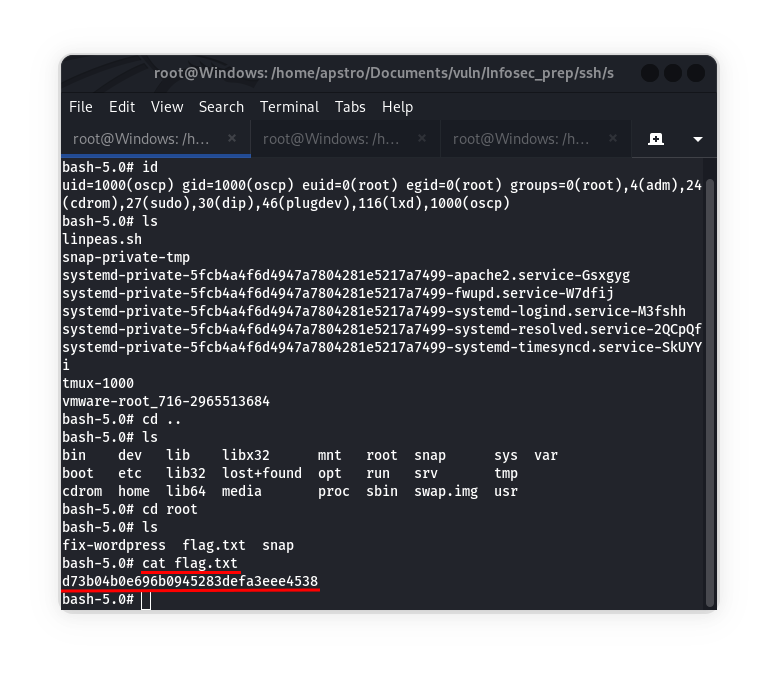 root@Windows: /home/apstro/Documents/vuln/Infosec_prep/ssh/s
File Edit View Search Terminal Tabs Help
root@Windows: /h... × root@Windows: /h... × root@Windows: /h... ×
bash-5.0# id
uid=1000(oscp) gid=1000(oscp) euid=0(root) egid=0(root) groups=0(root),4(adm),24
(cdrom),27(sudo),30(dip),46(plugdev),116(lxd),1000(oscp)
bash-5.0# ls
linpeas.sh
snap-private-tmp
systemd-private-5fcb4a4f6d4947a7804281e5217a7499-apache2.service-Gsxgyg
systemd-private-5fcb4a4f6d4947a7804281e5217a7499-fwupd.service-W7dfij
systemd-private-5fcb4a4f6d4947a7804281e5217a7499-systemd-logind.service-M3fshh
systemd-private-5fcb4a4f6d4947a7804281e5217a7499-systemd-resolved.service-2QCpQf
systemd-private-5fcb4a4f6d4947a7804281e5217a7499-systemd-timesyncd.service-SkUYY
i
tmux-1000
vmware-root_716-2965513684
bash-5.0# cd ..
bash-5.0# ls
bin dev lib libx32 mnt root snap sys var
boot etc lib32 lost+found opt run srv tmp
cdrom home lib64 media proc sbin swap.img usr
bash-5.0# cd root
bash-5.0# ls
fix-wordpress flag.txt snap
bash-5.0# cat flag.txt
d73b04b0e696b0945283defa3eee4538
bash-5.0#